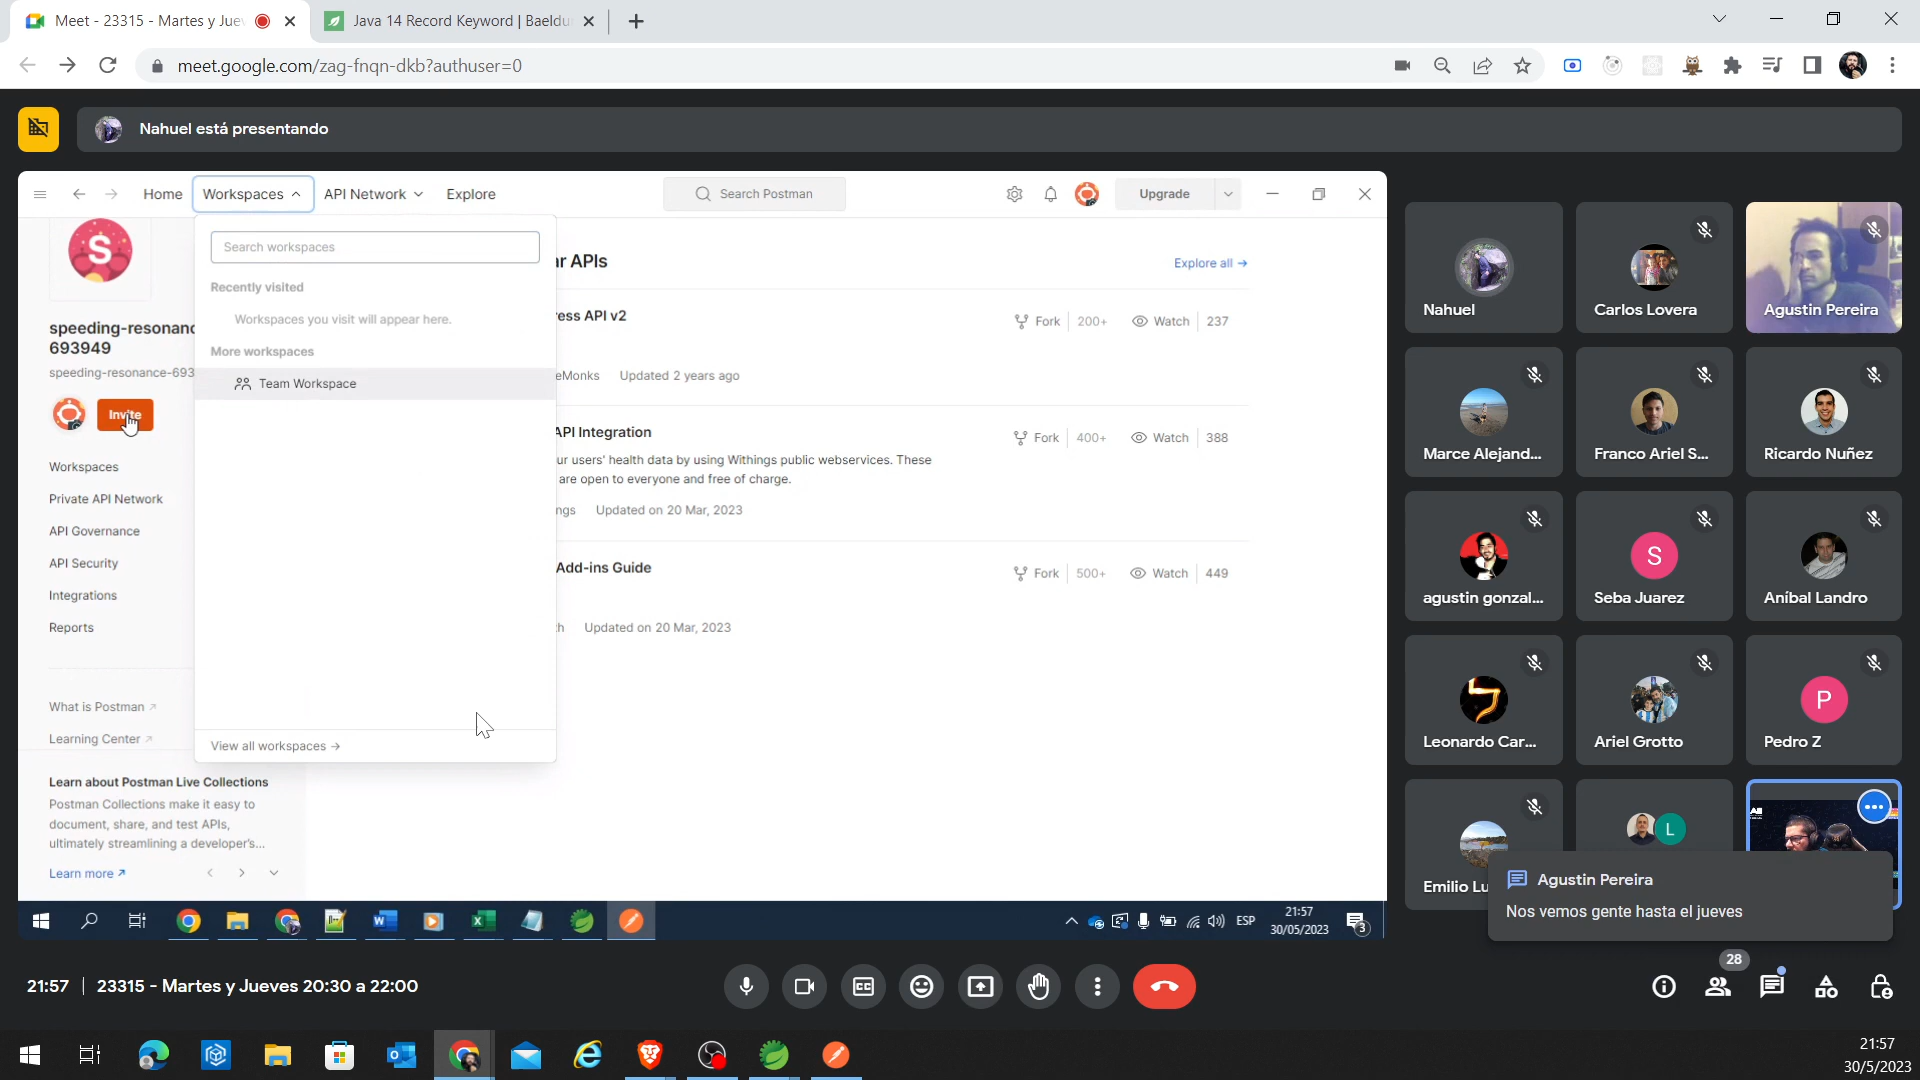 Meet - 23315 - Martes y Juev
Java 14 Record Keyword | Baeldu
meet.google.com/zag-fnqn-dkb?authuser=0
Nahuel está presentando
Home
Workspaces
API Network
Explore
Search Postman
Upgrade
S
Search workspaces
Recently visited
Workspaces you visit will appear here.
More workspaces
Team Workspace
View all workspaces →
speeding-resonanc
693949
speeding-resonance-693
Invite
Workspaces
Private API Network
API Governance
API Security
Integrations
Reports
What is Postman
Learning Center
Learn about Postman Live Collections
Postman Collections make it easy to
document, share, and test APIs,
ultimately streamlining a developer's...
Learn more
ar APIs
Explore all →
ress API v2
Fork 200+ Watch 237
eMonks Updated 2 years ago
API Integration
Fork 400+ Watch 388
ur users' health data by using Withings public webservices. These
are open to everyone and free of charge.
ngs Updated on 20 Mar, 2023
Add-ins Guide
Fork 500+ Watch 449
h Updated on 20 Mar, 2023
ESP
21:57
30/05/2023
3
Nahuel
Carlos Lovera
Agustin Pereira
Marce Alejand...
Franco Ariel S...
Ricardo Nuñez
agustin gonzal...
S
Seba Juarez
Aníbal Landro
Leonardo Car...
Ariel Grotto
P
Pedro Z
Emilio Lu
L
Agustin Pereira
Nos vemos gente hasta el jueves
21:57
23315 - Martes y Jueves 20:30 a 22:00
28
21:57
30/5/2023